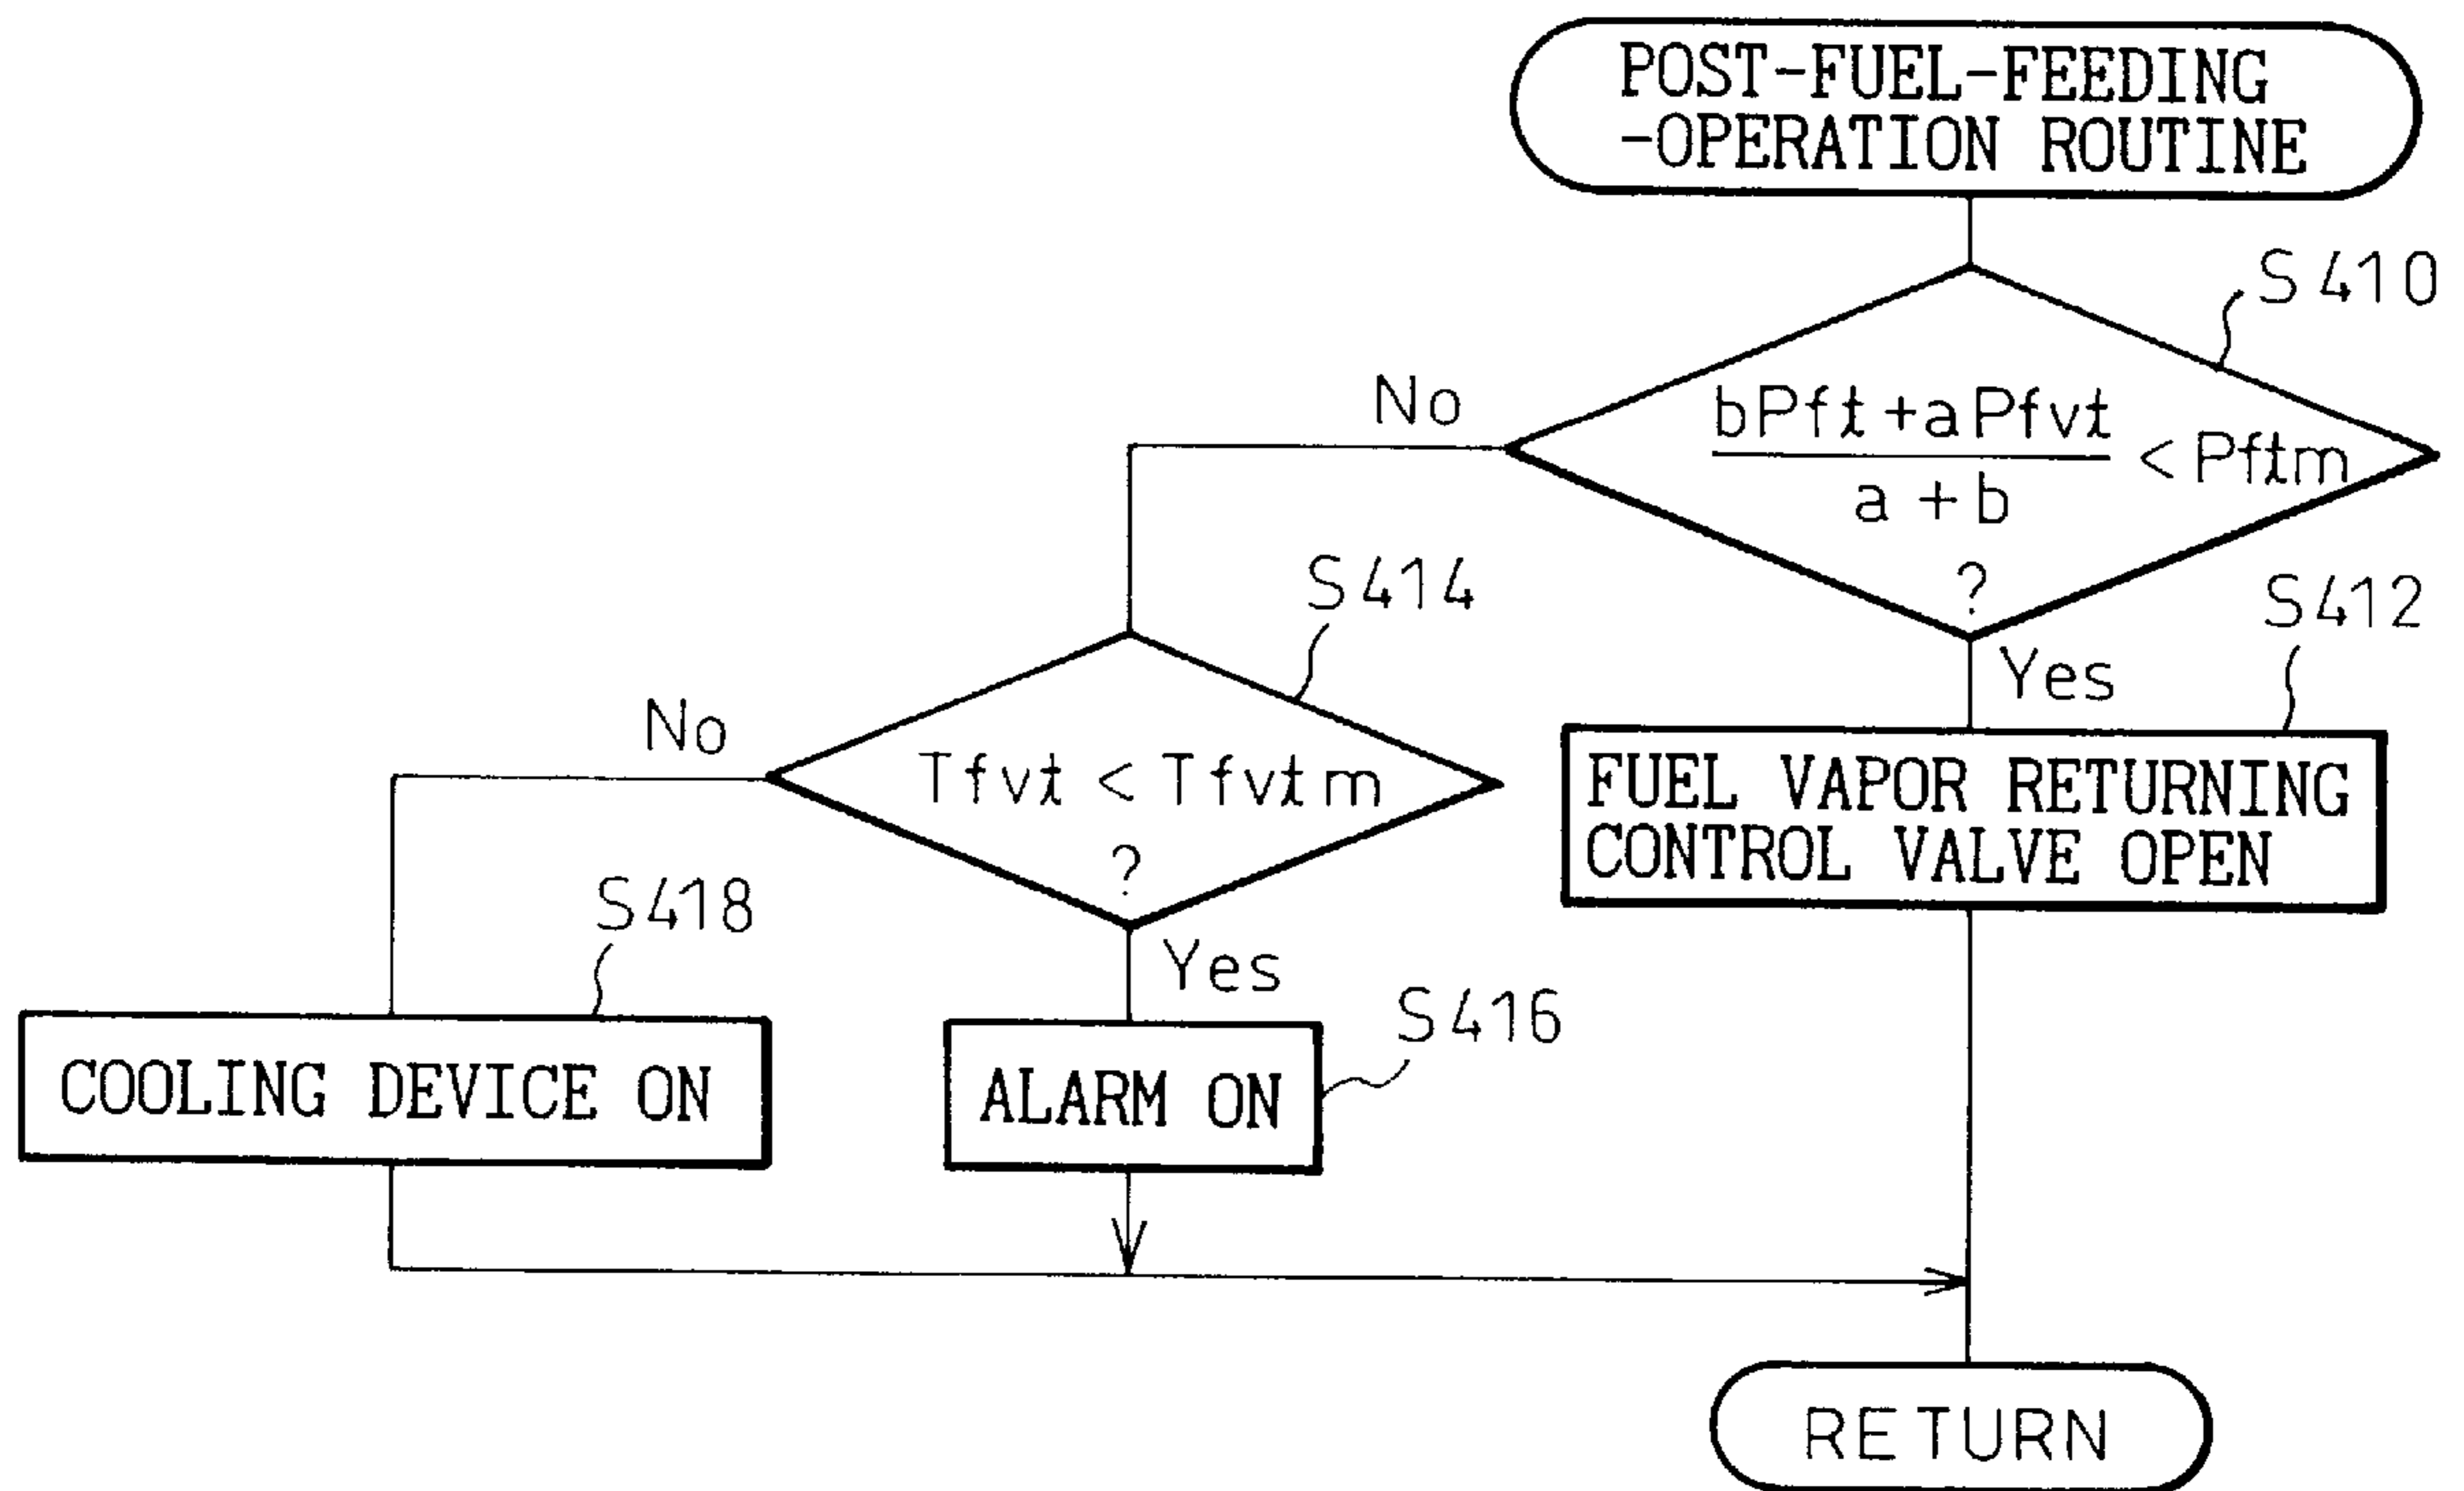 POST-FUEL-FEEDING
-OPERATION ROUTINE
S410
No
bPft+aPfvt
a+b
<Pftm
?
S414
S412
Yes
No
Tfvt < Tfvtm
?
FUEL VAPOR RETURNING
CONTROL VALVE OPEN
S418
Yes
S416
COOLING DEVICE ON
ALARM ON
RETURN